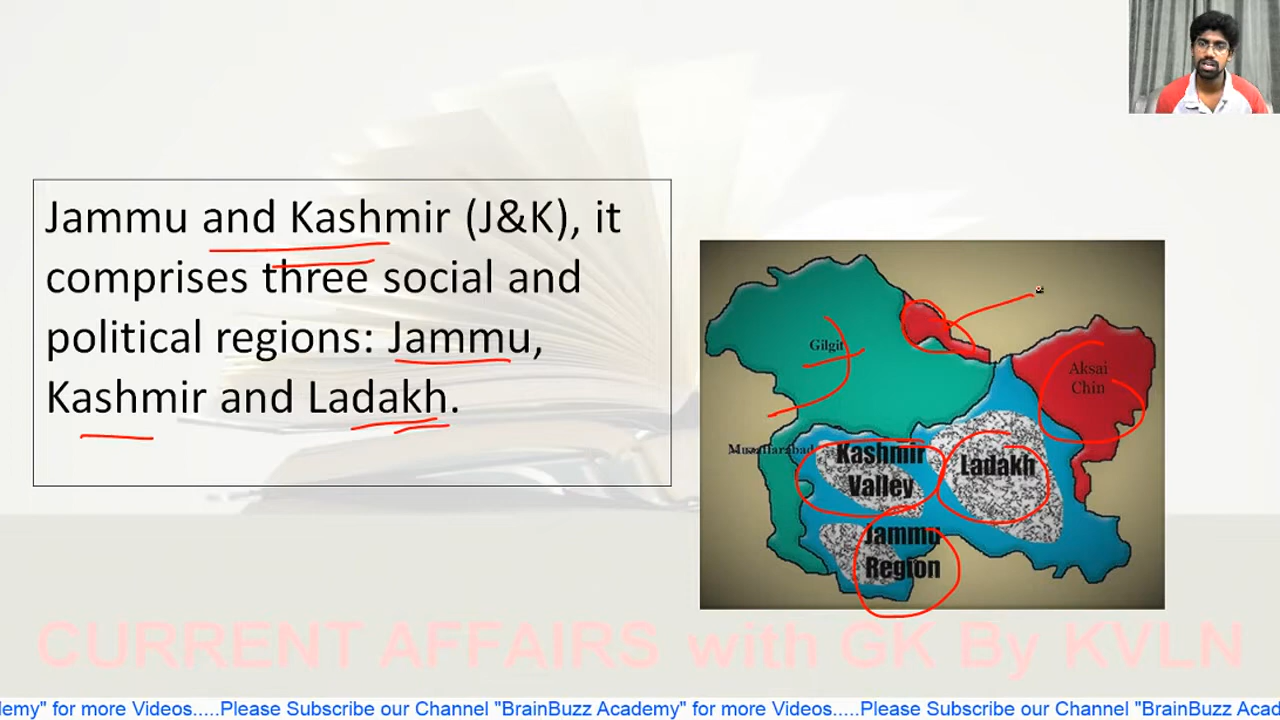 Jammu and Kashmir (J&K), it
comprises three social and
political regions: Jammu,
Kashmir and Ladakh.
Gilgit
Aksai
Chin
Muzaffarabad
Kashmir
Valley
Ladakh
Jammu
Region
CURRENT AFFAIRS with GK By KVLN
demy" for more Videos.....Please Subscribe our Channel "BrainBuzz Academy" for more Videos.....Please Subscribe our Channel "BrainBuzz Acad